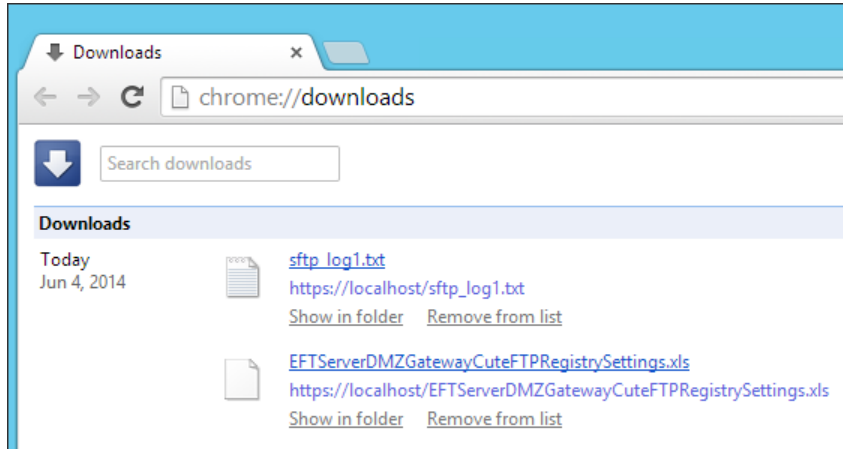 Downloads
chrome://downloads
Search downloads
Downloads
Today
Jun 4, 2014
sftp_log1.txt
https://localhost/sftp_log1.txt
Show in folder Remove from list
EFTServerDMZGatewayCuteFTPRegistrySettings.xls
https://localhost/EFTServerDMZGatewayCuteFTPRegistrySettings.xls
Show in folder Remove from list